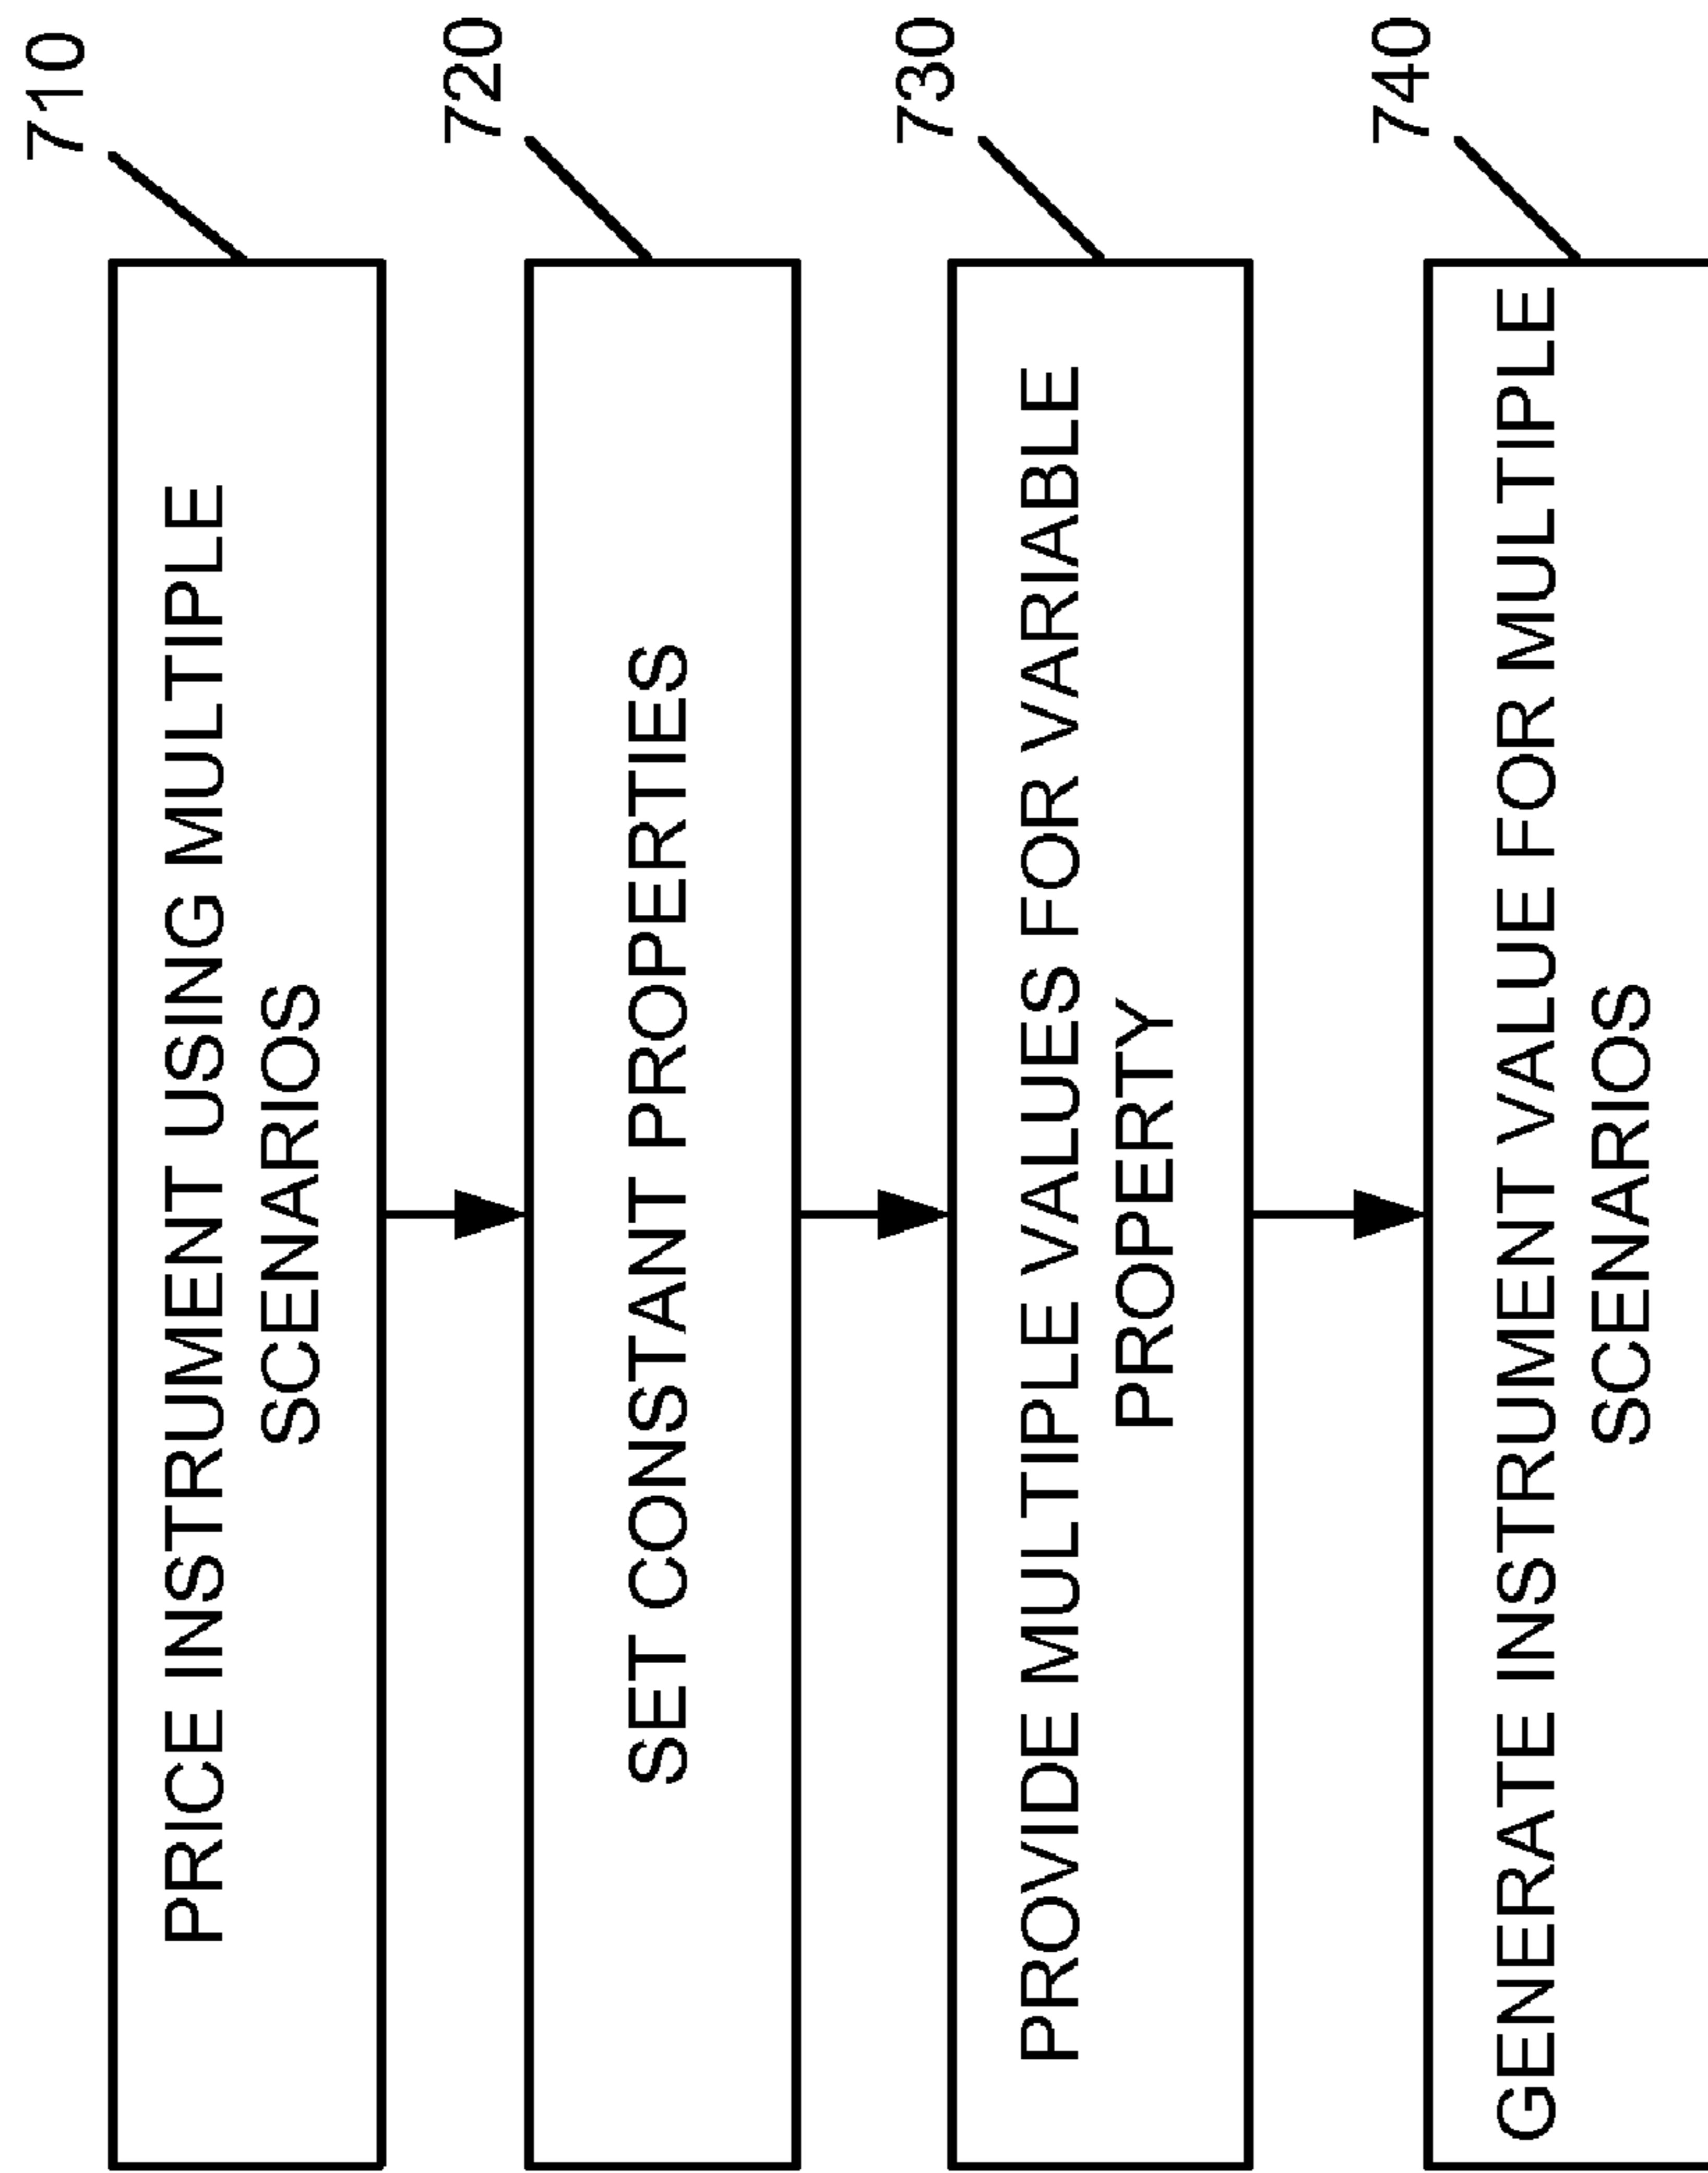 710
PRICE INSTRUMENT USING MULTIPLE
SCENARIOS
720
SET CONSTANT PROPERTIES
730
PROVIDE MULTIPLE VALUES FOR VARIABLE
PROPERTY
740
GENERATE INSTRUMENT VALUE FOR MULTIPLE
SCENARIOS